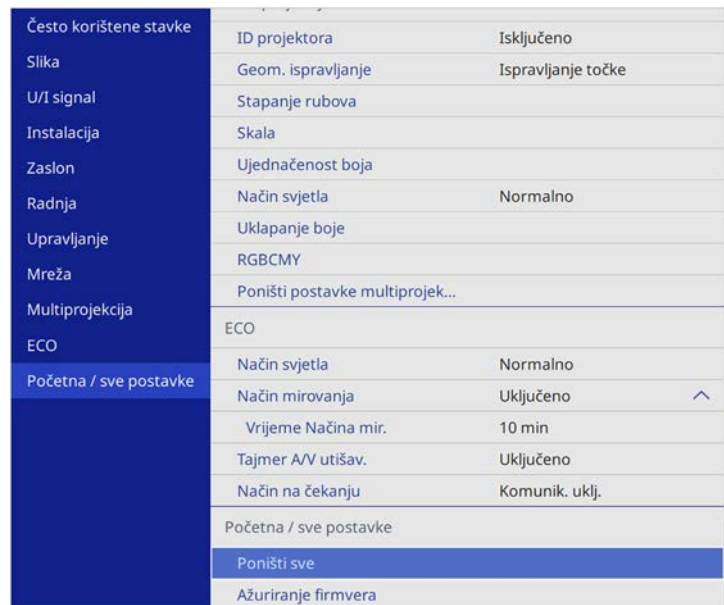 Često korištene stavke
Slika
U/I signal
Instalacija
Zaslon
Radnja
Upravljanje
Mreža
Multiprojekcija
ECO
Početna / sve postavke
ID projektora Isključeno
Geom. ispravljanje Ispravljanje točke
Stapanje rubova
Skala
Ujednačenost boja
Način svjetla Normalno
Uklapanje boje
RGBCMY
Poništi postavke multiprojek...
ECO
Način svjetla Normalno
Način mirovanja Uključeno
Vrijeme Načina mir. 10 min
Tajmer A/V utišav. Uključeno
Način na čekanju Komunik. uklj.
Početna / sve postavke
Poništi sve
Ažuriranje firmvera